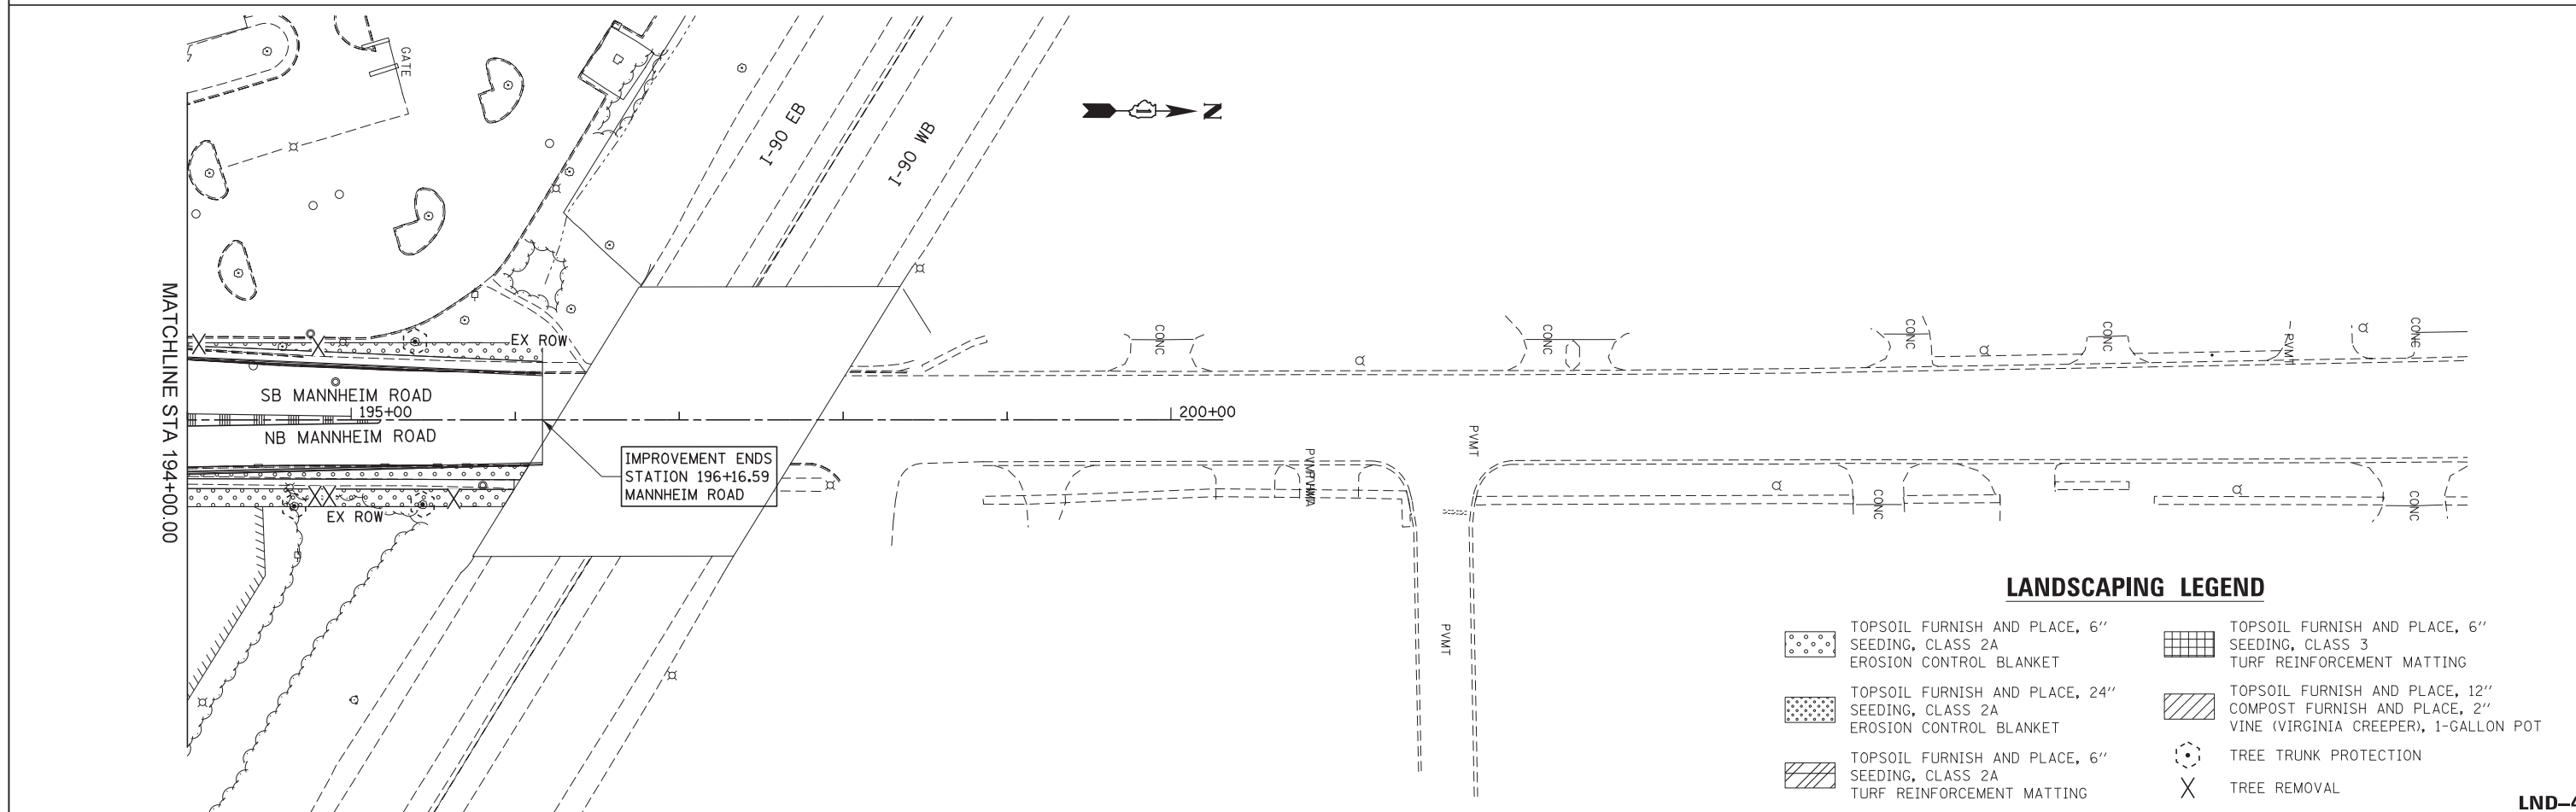 GATE
I-90 EB
I-90 WB
N
MATCHLINE STA 194+00.00
EX ROW
SB MANNHEIM ROAD
195+00
200+00
NB MANNHEIM ROAD
IMPROVEMENT ENDS
STATION 196+16.59
MANNHEIM ROAD
EX ROW
CONC
CONC
CONC
CONC
PVMT
CONC
PVMT
PVMT
CONC
CONC
LANDSCAPING LEGEND
TOPSOIL FURNISH AND PLACE, 6"
SEEDING, CLASS 2A
EROSION CONTROL BLANKET
TOPSOIL FURNISH AND PLACE, 24"
SEEDING, CLASS 2A
EROSION CONTROL BLANKET
TOPSOIL FURNISH AND PLACE, 6"
SEEDING, CLASS 2A
TURF REINFORCEMENT MATTING
TOPSOIL FURNISH AND PLACE, 6"
SEEDING, CLASS 3
TURF REINFORCEMENT MATTING
TOPSOIL FURNISH AND PLACE, 12"
COMPOST FURNISH AND PLACE, 2"
VINE (VIRGINIA CREEPER), 1-GALLON POT
TREE TRUNK PROTECTION
TREE REMOVAL